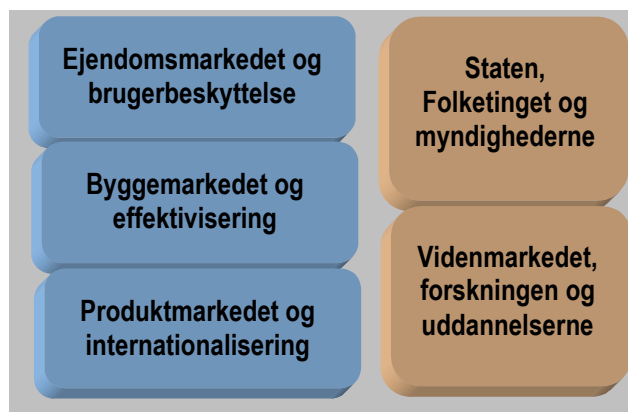 Ejendomsmarkedet og
brugerbeskyttelse
Byggemarkedet og
effektivisering
Produktmarkedet og
internationalisering
Staten,
Folketinget og
myndighederne
Videnmarkedet,
forskningen og
uddannelserne